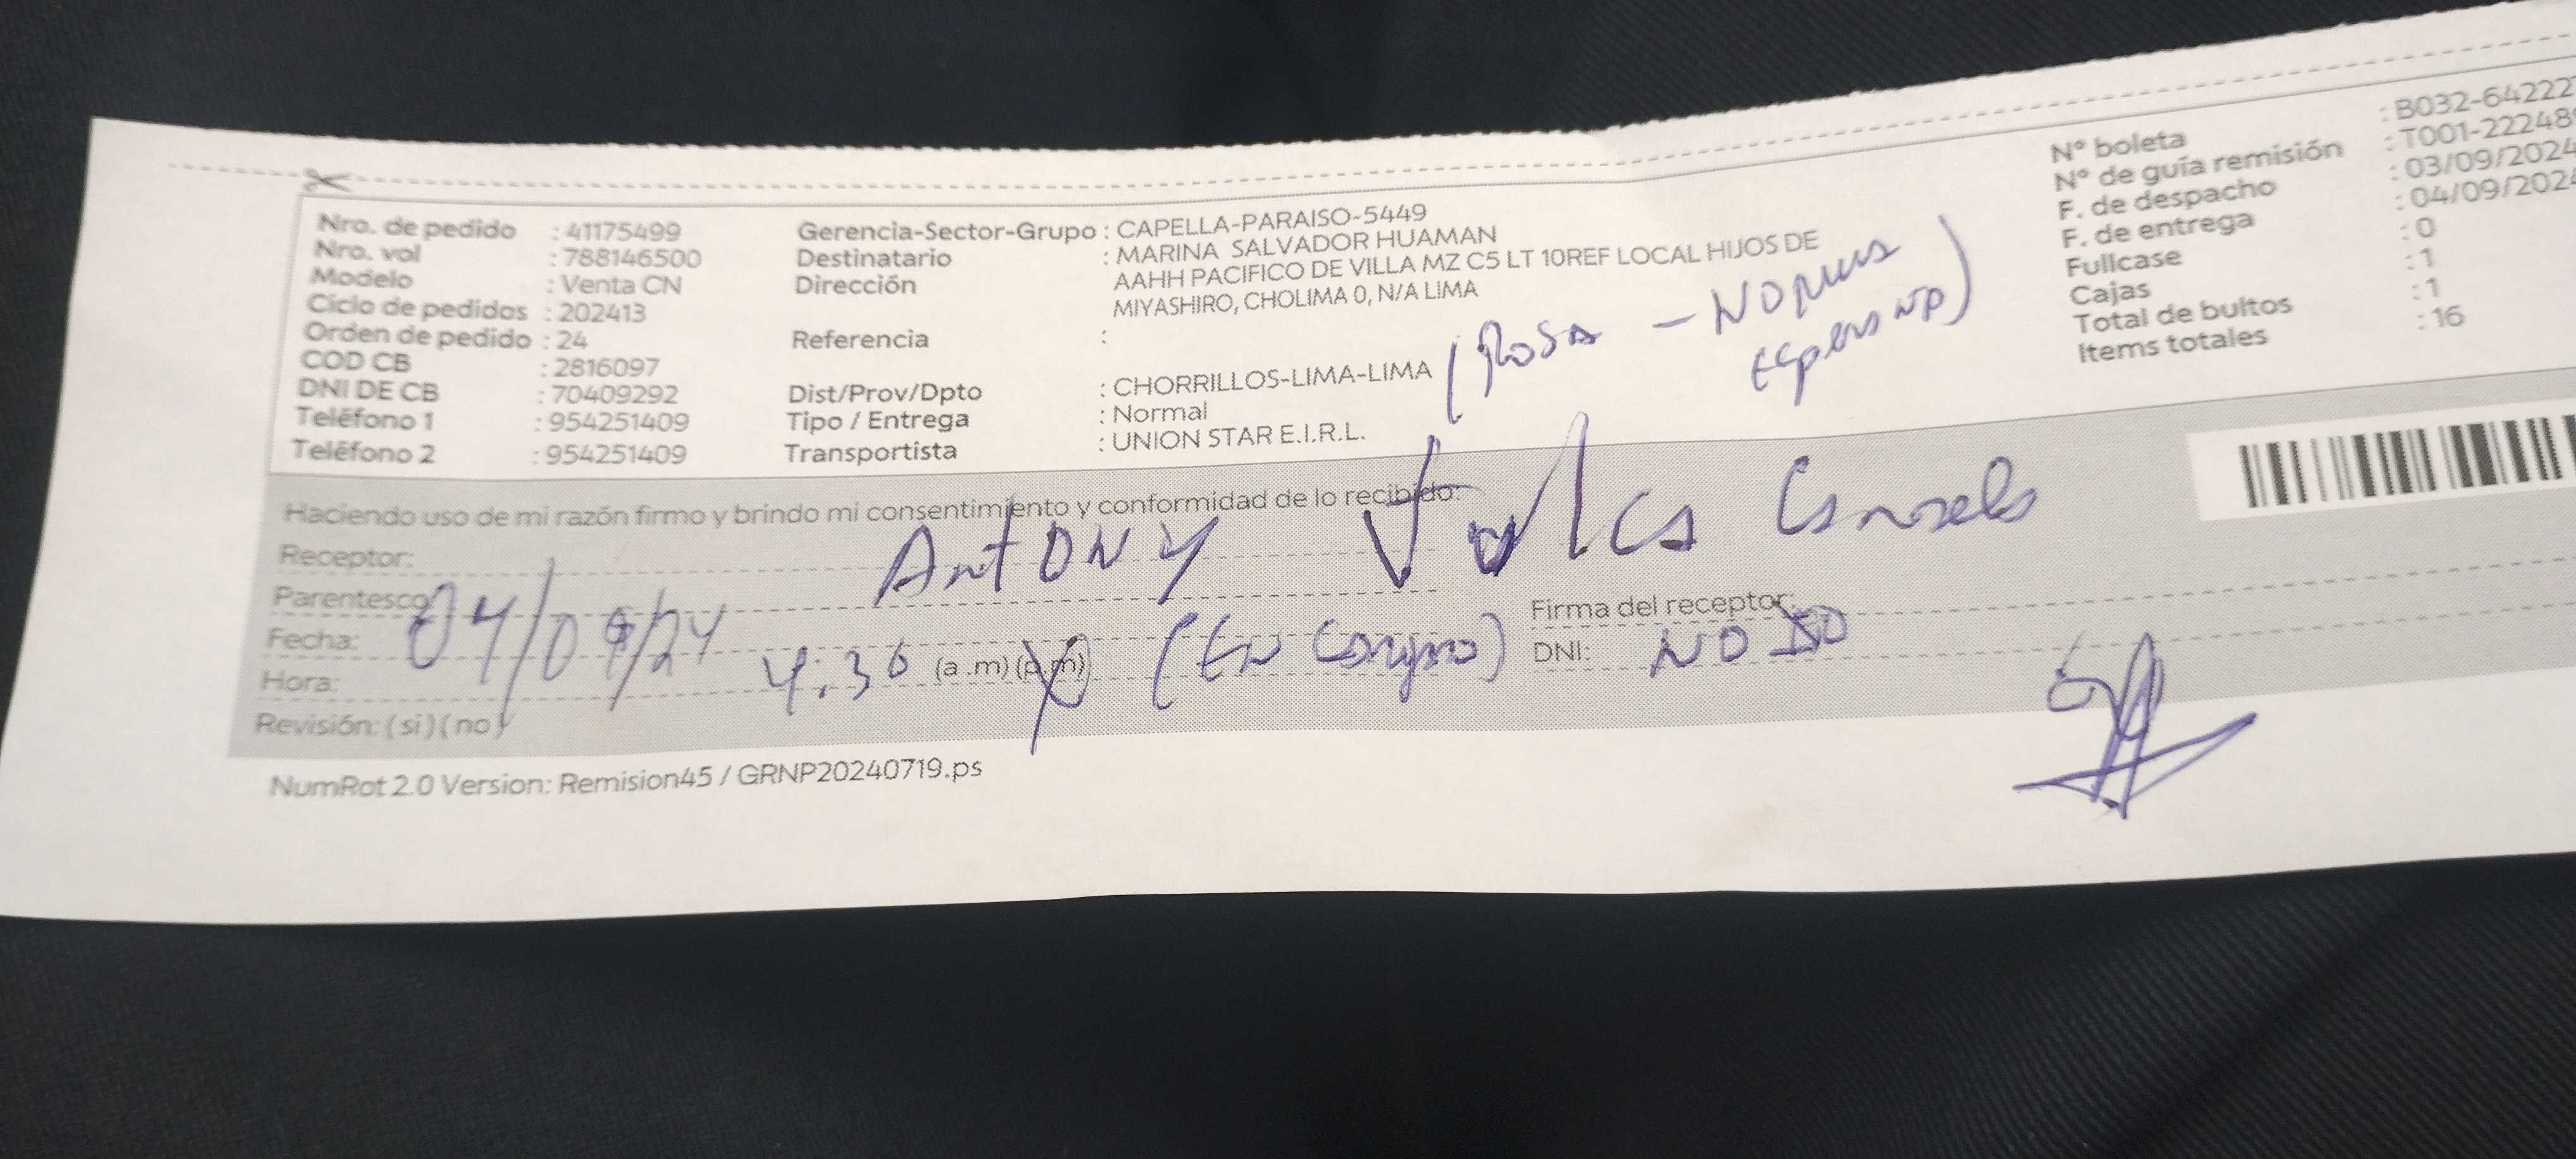 Nro. de pedido : 41175499
Nro. vol : 788146500
Modelo : Venta CN
Ciclo de pedidos : 202413
Orden de pedido : 24
COD CB : 2816097
DNI DE CB : 70409292
Teléfono 1 : 954251409
Teléfono 2 : 954251409
Gerencia-Sector-Grupo : CAPELLA-PARAISO-5449
Destinatario : MARINA SALVADOR HUAMAN
Dirección : AAHH PACIFICO DE VILLA MZ C5 LT 10REF LOCAL HIJOS DE
MIYASHIRO, CHOLIMA 0, N/A LIMA
Referencia :
Dist/Prov/Dpto : CHORRILLOS-LIMA-LIMA
Tipo / Entrega : Normal
Transportista : UNION STAR E.I.R.L.
(Rosa -
Nº boleta : B032-64222
Nº de guía remisión : T001-22248
F. de despacho : 03/09/2024
F. de entrega : 04/09/2024
Fullcase : 0
Cajas : 1
Total de bultos : 1
Items totales : 16
Haciendo uso de mi razón firmo y brindo mi consentimiento y conformidad de lo recibido:
Receptor: Antony
Parentesco:
Fecha: 04/09/24
Hora: 4:30 (a.m) (p.m)
Revisión: (si) (no)
Firma del receptor:
DNI: NO
NumRot 2.0 Version: Remision45 / GRNP20240719.ps